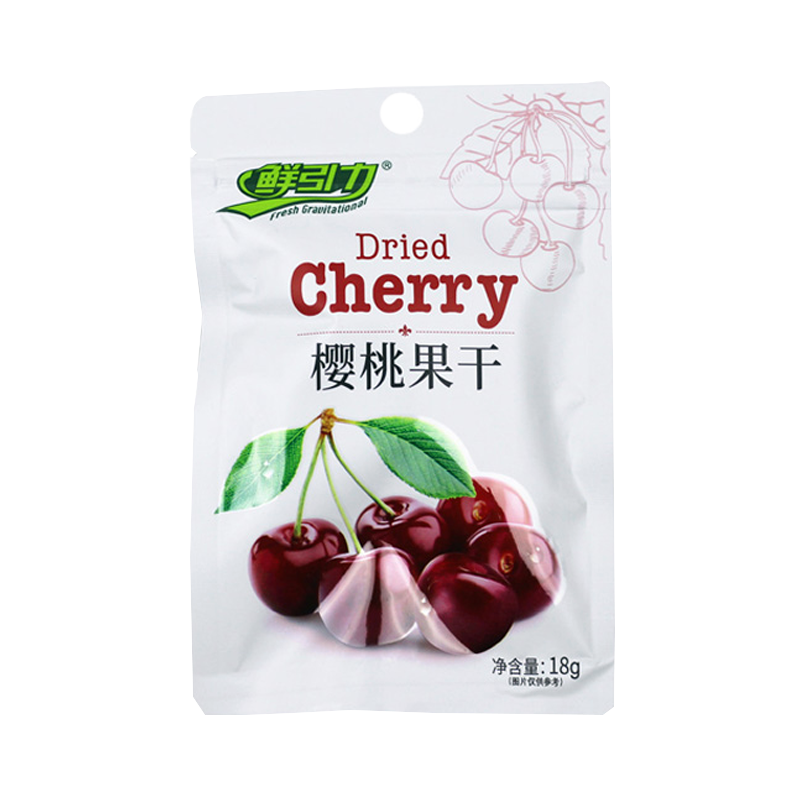 鲜引力®
Fresh Gravitational
Dried
Cherry
樱桃果干
净含量:18g
(图片仅供参考)